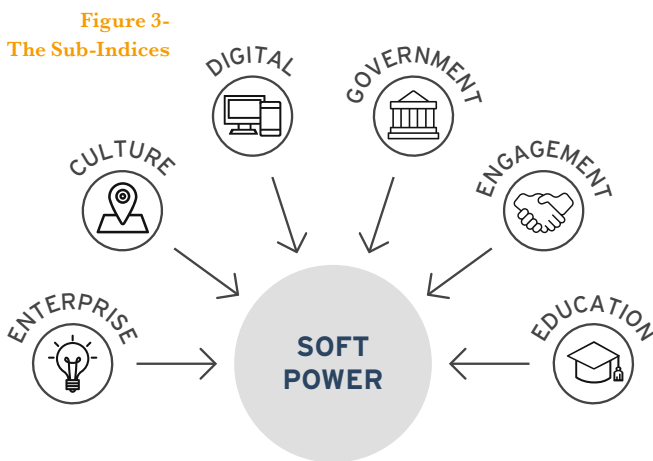 Figure 3-
The Sub-Indices
DIGITAL
GOVERNMENT
CULTURE
ENGAGEMENT
ENTERPRISE
EDUCATION
SOFT
POWER